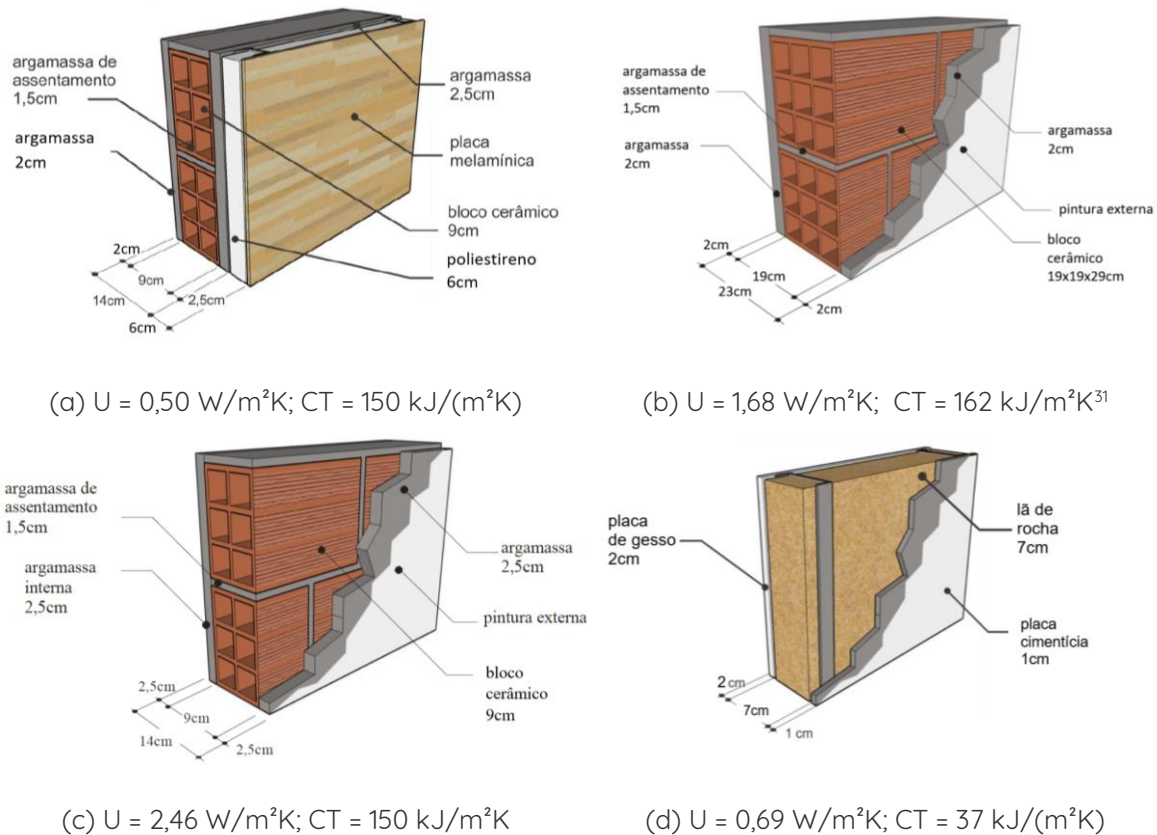 argamassa de
assentamento
1,5cm
argamassa
2cm
argamassa
2,5cm
placa
melamínica
bloco cerâmico
9cm
poliestireno
6cm
2cm
9cm
14cm
2,5cm
6cm
(a) U = 0,50 W/m²K; CT = 150 kJ/(m²K)
argamassa de
assentamento
1,5cm
argamassa
2cm
argamassa
2cm
pintura externa
bloco
cerâmico
19x19x29cm
2cm
19cm
23cm
2cm
(b) U = 1,68 W/m²K; CT = 162 kJ/m²K³¹
argamassa de
assentamento
1,5cm
argamassa
interna
2,5cm
argamassa
2,5cm
pintura externa
bloco
cerâmico
9cm
2,5cm
9cm
14cm
2,5cm
(c) U = 2,46 W/m²K; CT = 150 kJ/m²K
placa
de gesso
2cm
lã de
rocha
7cm
placa
cimentícia
1cm
2 cm
7cm
1 cm
(d) U = 0,69 W/m²K; CT = 37 kJ/(m²K)